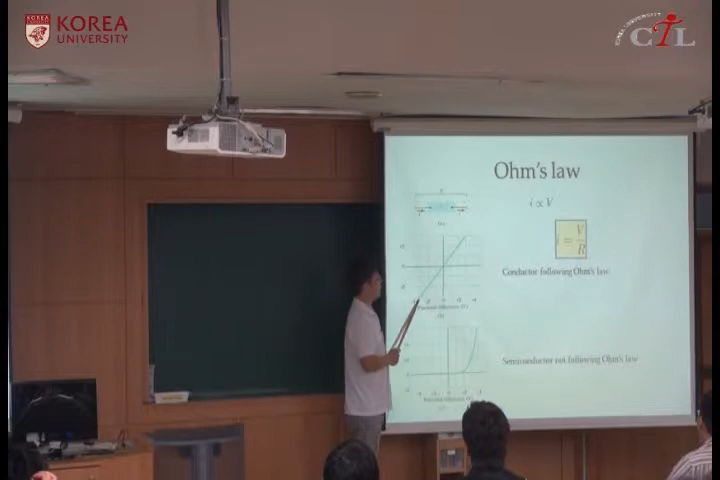 KOREA
UNIVERSITY
CTL
Ohm's law
i ∝ V
i = V/R
Conductor following Ohm's law
Semiconductor not following Ohm's law